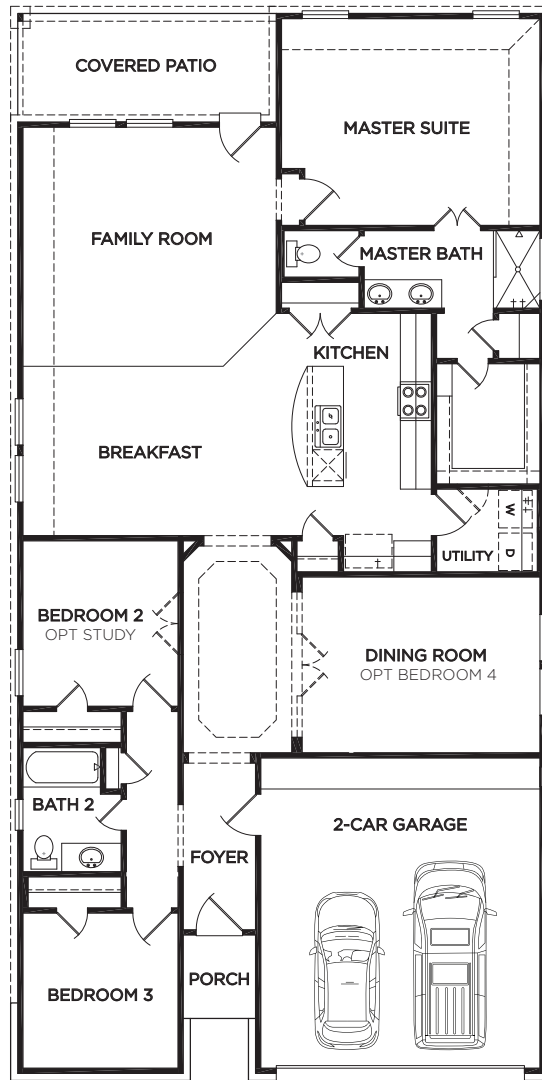 COVERED PATIO
MASTER SUITE
FAMILY ROOM
MASTER BATH
KITCHEN
BREAKFAST
W
D
UTILITY
BEDROOM 2
OPT STUDY
DINING ROOM
OPT BEDROOM 4
BATH 2
2-CAR GARAGE
FOYER
PORCH
BEDROOM 3